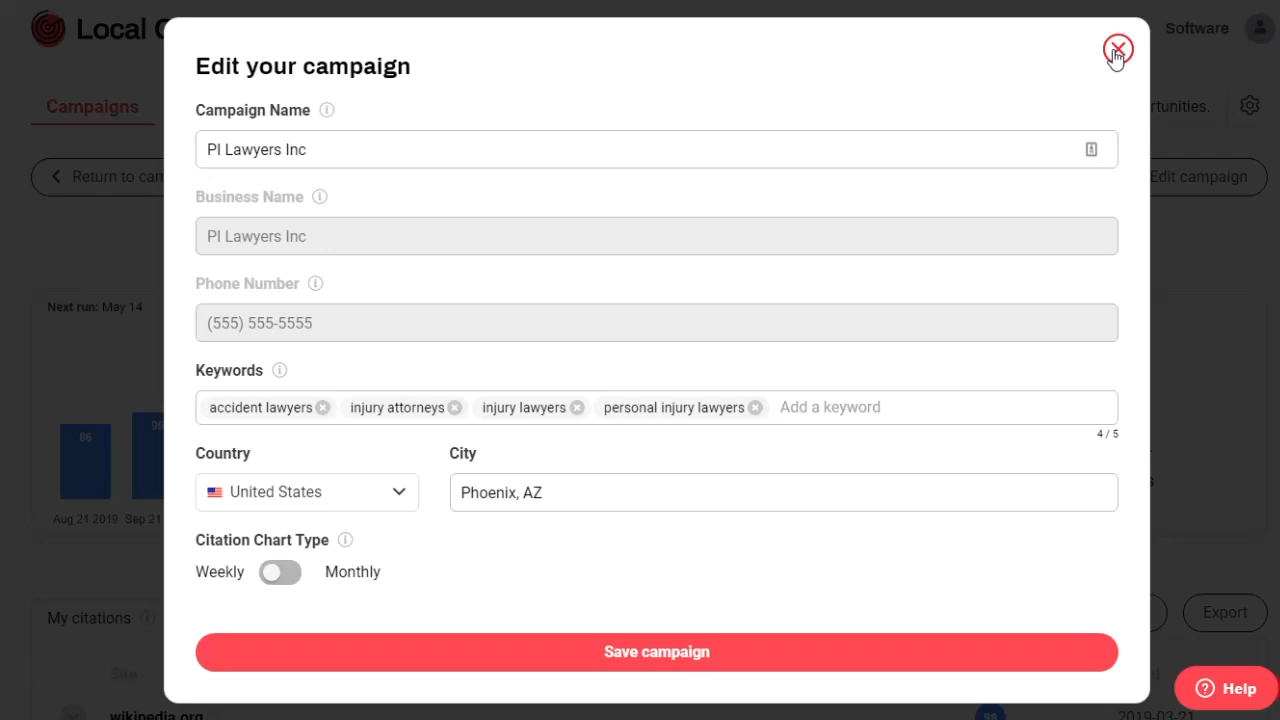 Local
Software
Edit your campaign
Campaigns
rtunities.
Campaign Name
PI Lawyers Inc
Return to cam
Edit campaign
Business Name
PI Lawyers Inc
Phone Number
Next run: May 14
(555) 555-5555
Keywords
accident lawyers injury attorneys injury lawyers personal injury lawyers Add a keyword
4 / 5
86
Country City
United States Phoenix, AZ
Aug 21 2019 Sep 21
Citation Chart Type
Weekly Monthly
My citations
Export
Save campaign
Site
Help
wikipedia.org
58
2019-03-21